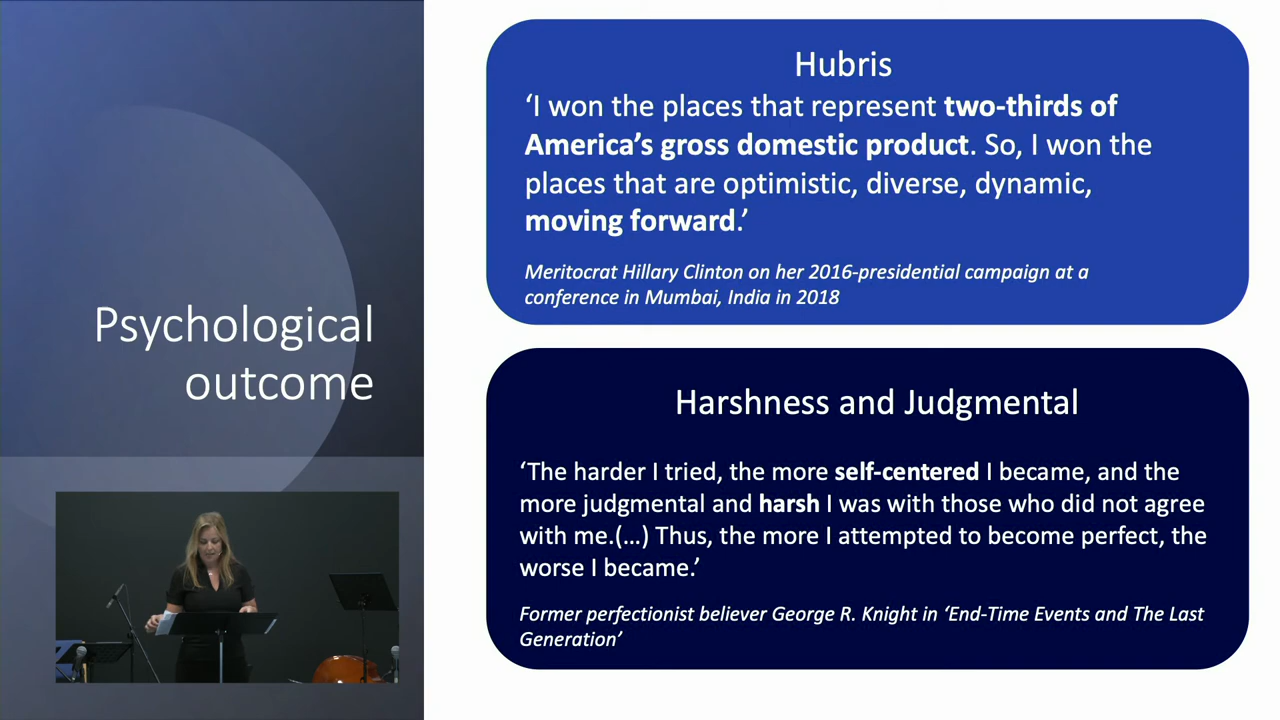 Psychological
outcome
Hubris
‘I won the places that represent two-thirds of
America’s gross domestic product. So, I won the
places that are optimistic, diverse, dynamic,
moving forward.’
Meritocrat Hillary Clinton on her 2016-presidential campaign at a
conference in Mumbai, India in 2018
Harshness and Judgmental
‘The harder I tried, the more self-centered I became, and the
more judgmental and harsh I was with those who did not agree
with me.(…) Thus, the more I attempted to become perfect, the
worse I became.’
Former perfectionist believer George R. Knight in ‘End-Time Events and The Last
Generation’